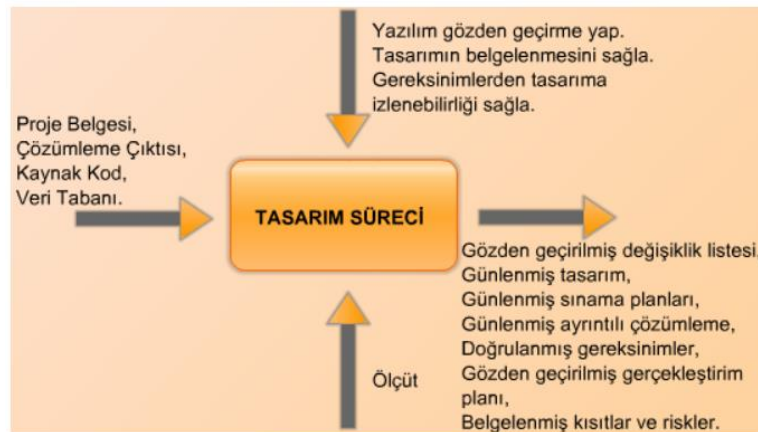 Yazılım gözden geçirme yap.
Tasarımın belgelenmesini sağla.
Gereksinimlerden tasarıma
izlenebilirliği sağla.
Proje Belgesi,
Çözümleme Çıktısı,
Kaynak Kod,
Veri Tabanı.
TASARIM SÜRECİ
Gözden geçirilmiş değişiklik listesi,
Günlenmiş tasarım,
Günlenmiş sınama planları,
Günlenmiş ayrıntılı çözümleme,
Doğrulanmış gereksinimler,
Gözden geçirilmiş gerçekleştirim
planı,
Belgelenmiş kısıtlar ve riskler.
Ölçüt